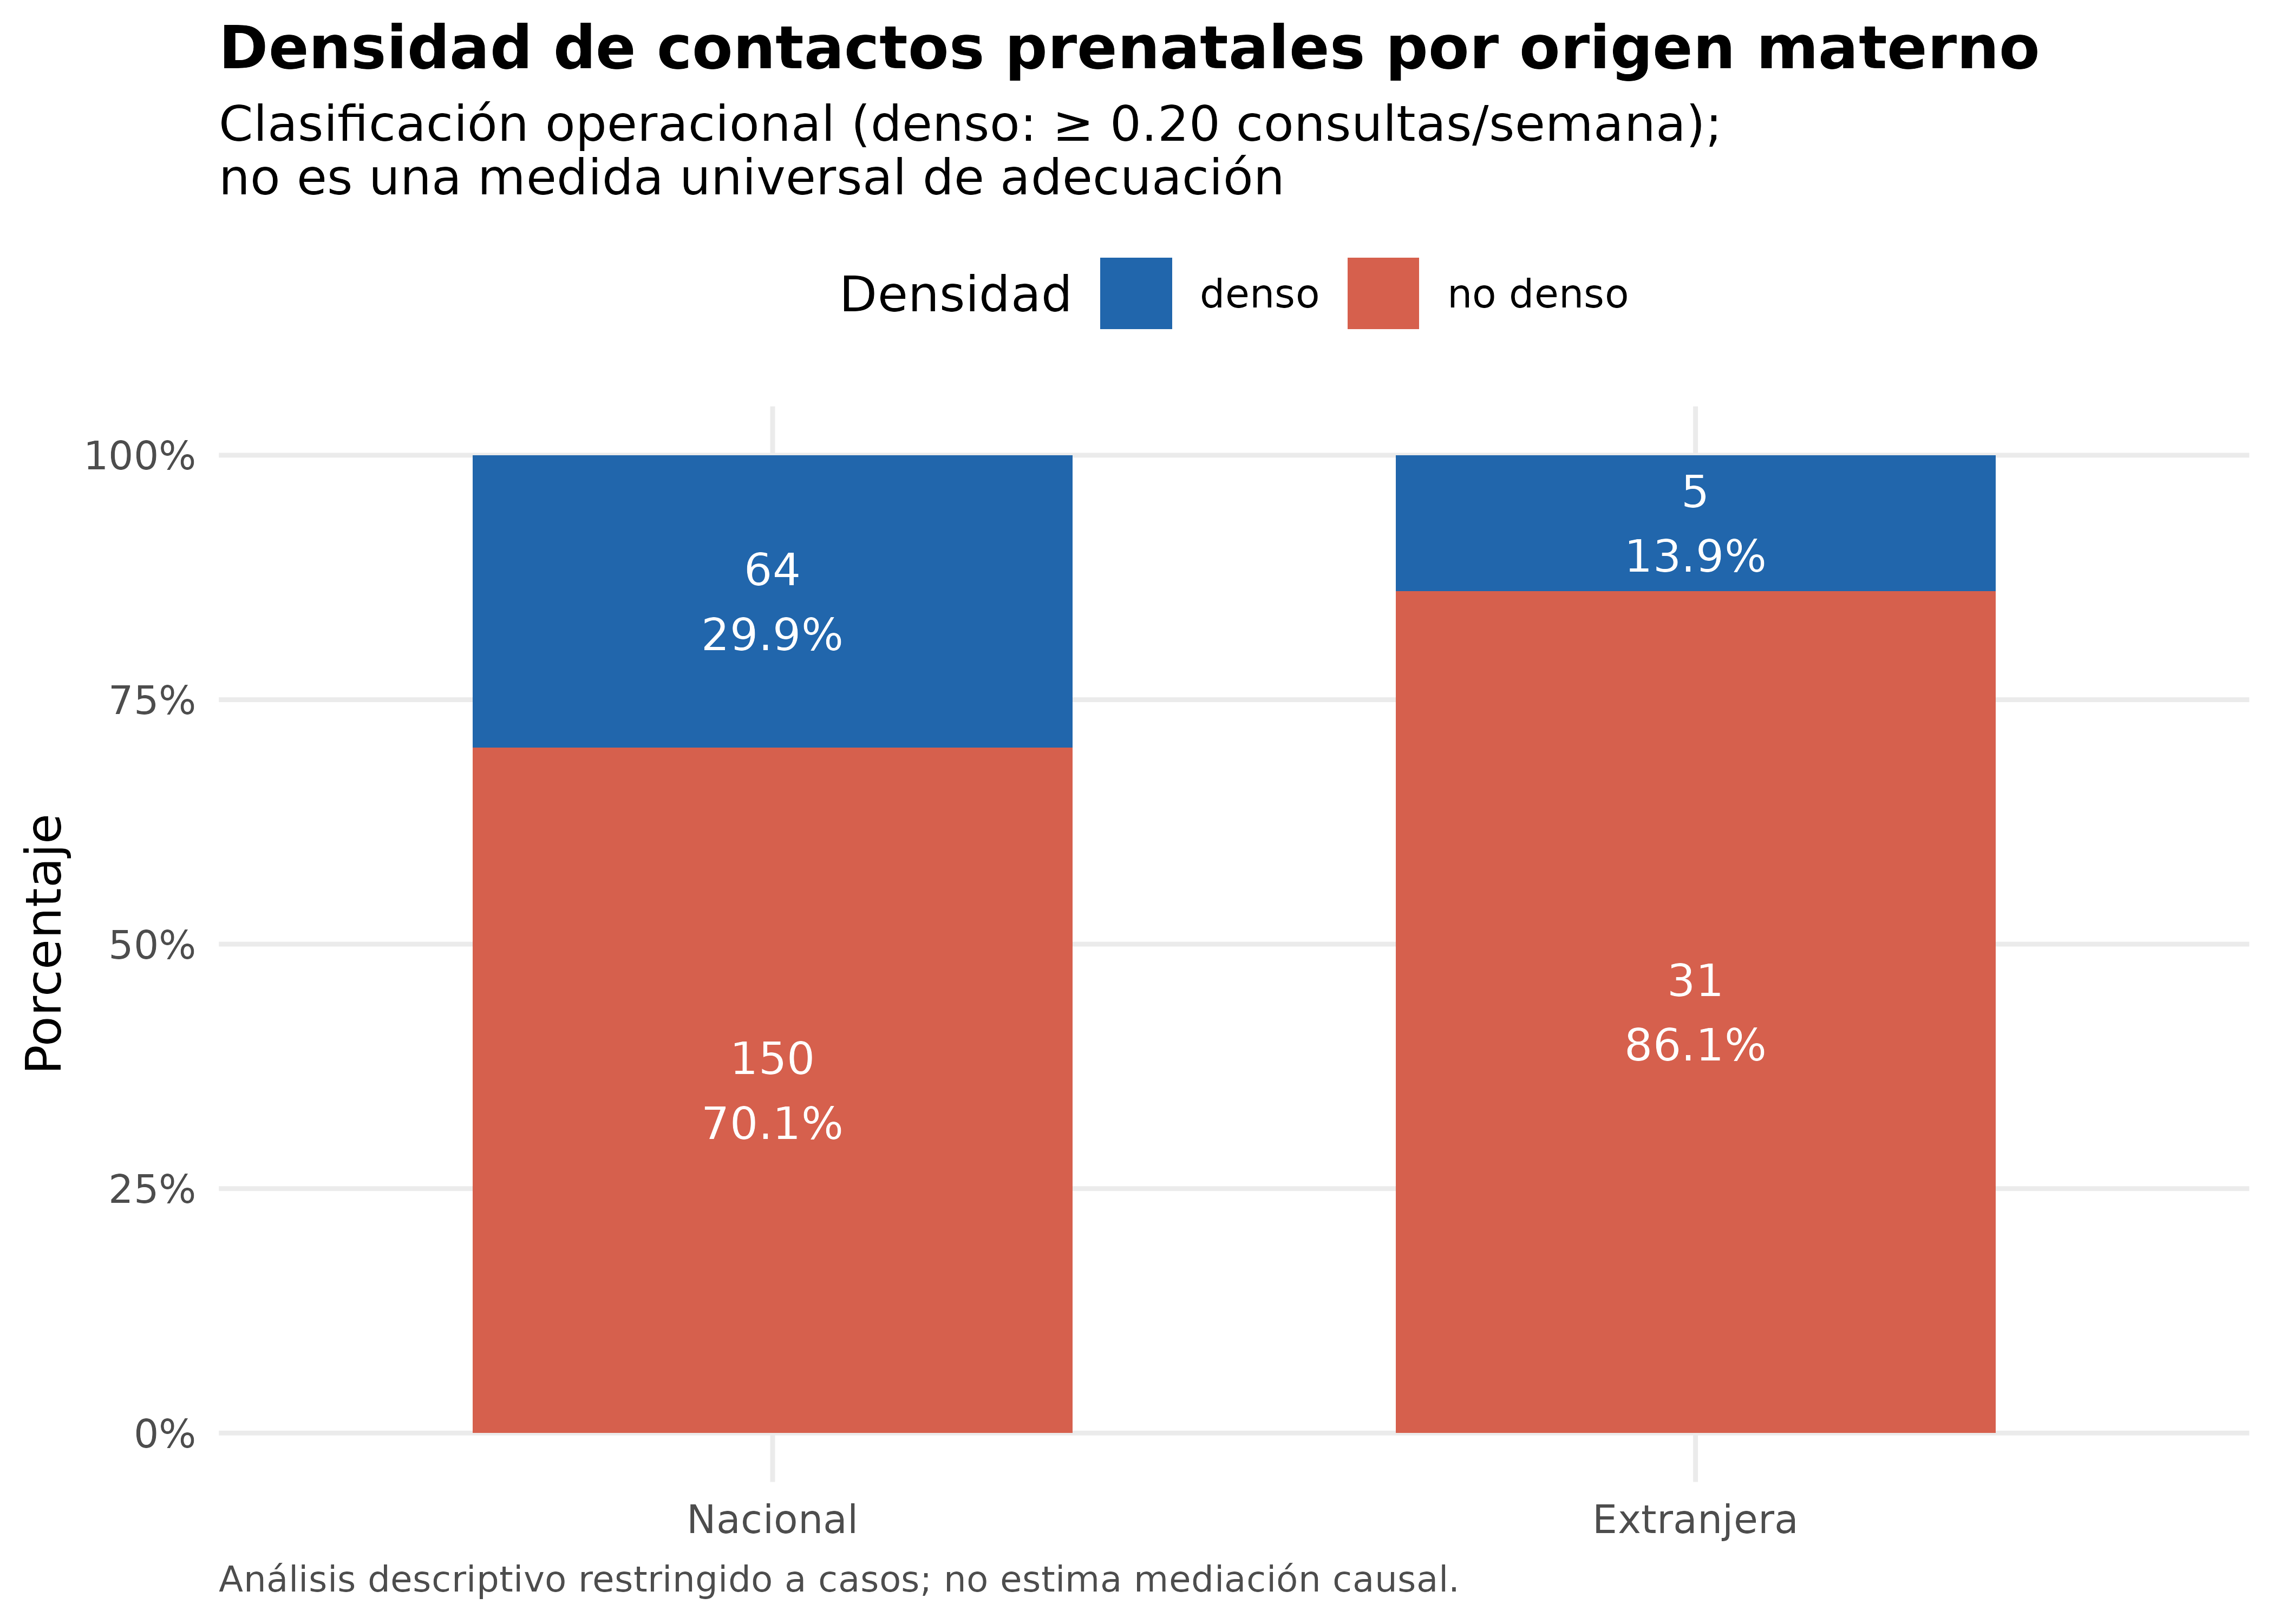 Densidad de contactos prenatales por origen materno
Clasificación operacional (denso: ≥ 0.20 consultas/semana);
no es una medida universal de adecuación
Densidad denso no denso
Porcentaje
100%
75%
50%
25%
0%
64
29.9%
150
70.1%
5
13.9%
31
86.1%
Nacional Extranjera
Análisis descriptivo restringido a casos; no estima mediación causal.